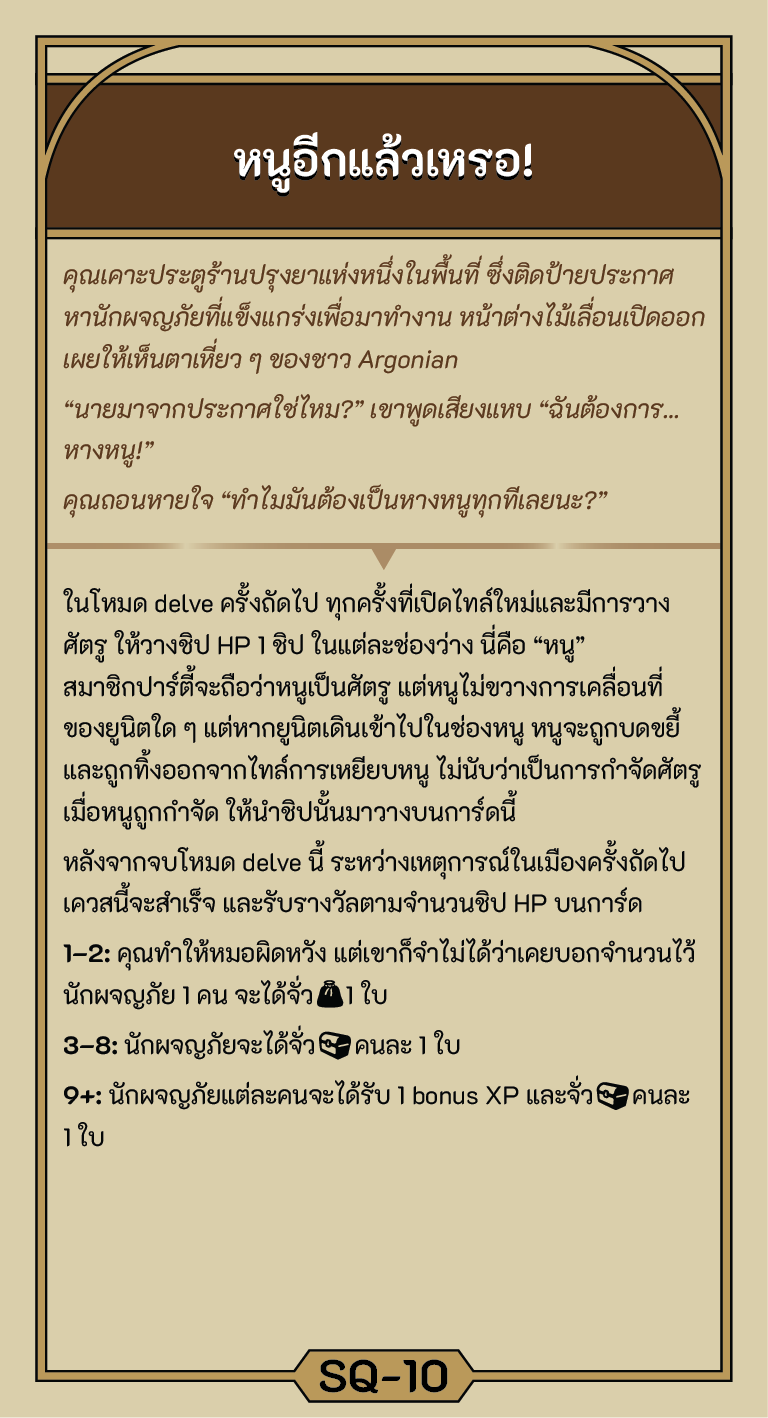 หนูอีกแล้วเหรอ!
คุณเคาะประตูร้านปรุงยาแห่งหนึ่งในพื้นที่ ซึ่งติดป้ายประกาศ
หานักผจญภัยที่แข็งแกร่งเพื่อมาทำงาน หน้าต่างไม้เลื่อนเปิดออก
เผยให้เห็นตาเหี่ยว ๆ ของชาว Argonian
“นายมาจากประกาศใช่ไหม?” เขาพูดเสียงแหบ “ฉันต้องการ...
หางหนู!”
คุณถอนหายใจ “ทำไมมันต้องเป็นหางหนูทุกทีเลยนะ?”
ในโหมด delve ครั้งถัดไป ทุกครั้งที่เปิดไทล์ใหม่และมีการวาง
ศัตรู ให้วางชิป HP 1 ชิป ในแต่ละช่องว่าง นี่คือ “หนู”
สมาชิกปาร์ตี้จะถือว่าหนูเป็นศัตรู แต่หนูไม่ขวางการเคลื่อนที่
ของยูนิตใด ๆ แต่หากยูนิตเดินเข้าไปในช่องหนู หนูจะถูกบดขยี้
และถูกทิ้งออกจากไทล์การเหยียบหนู ไม่นับว่าเป็นการกำจัดศัตรู
เมื่อหนูถูกกำจัด ให้นำชิปนั้นมาวางบนการ์ดนี้
หลังจากจบโหมด delve นี้ ระหว่างเหตุการณ์ในเมืองครั้งถัดไป
เควสนี้จะสำเร็จ และรับรางวัลตามจำนวนชิป HP บนการ์ด
1–2: คุณทำให้หมอผิดหวัง แต่เขาก็จำไม่ได้ว่าเคยบอกจำนวนไว้
นักผจญภัย 1 คน จะได้จั่ว 1 ใบ
3–8: นักผจญภัยจะได้จั่ว คนละ 1 ใบ
9+: นักผจญภัยแต่ละคนจะได้รับ 1 bonus XP และจั่ว คนละ
1 ใบ
SQ-10